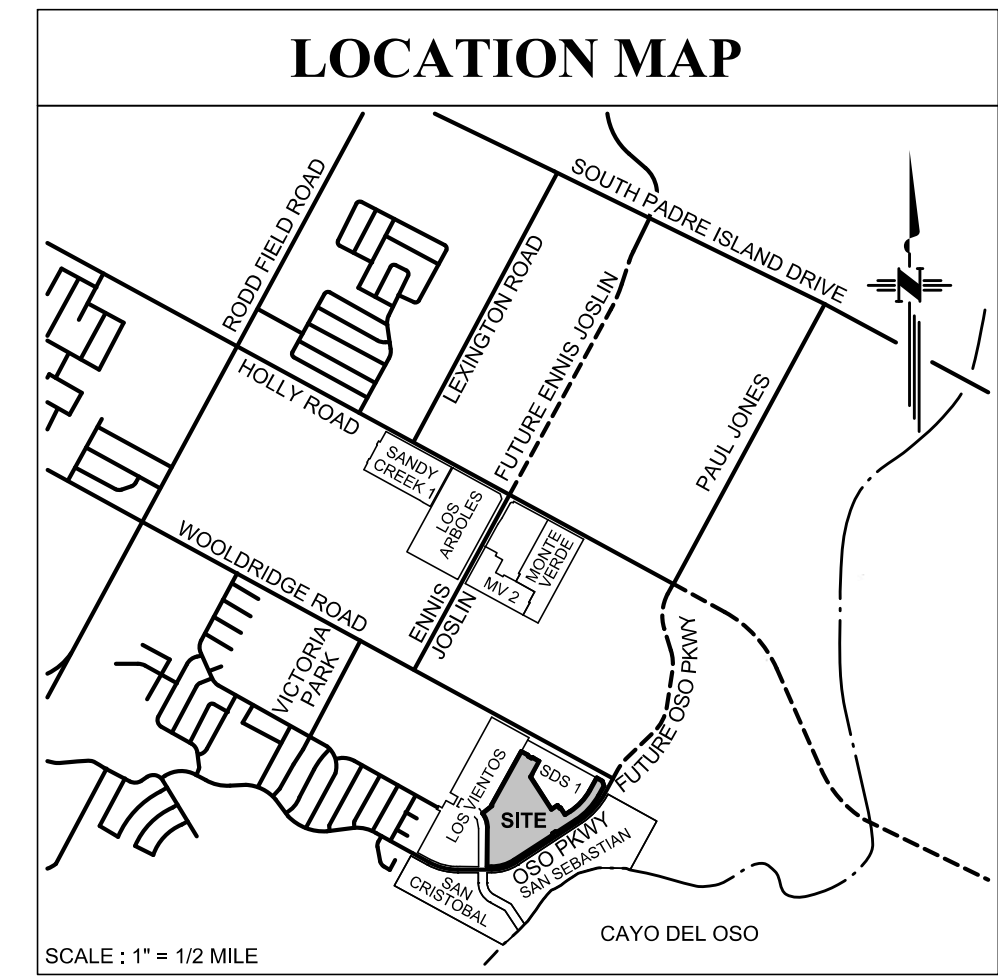 LOCATION MAP
SOUTH PADRE ISLAND DRIVE
RODD FIELD ROAD
LEXINGTON ROAD
FUTURE ENNIS JOSLIN
N
PAUL JONES
HOLLY ROAD
SANDY
CREEK 1
LOS
ARBOLES
MONTE
VERDE
MV 2
WOOLDRIDGE ROAD
ENNIS
JOSLIN
VICTORIA
PARK
FUTURE OSO PKWY
LOS VIENTOS
SDS 1
SITE
OSO PKWY
SAN SEBASTIAN
SAN
CRISTOBAL
CAYO DEL OSO
SCALE : 1" = 1/2 MILE